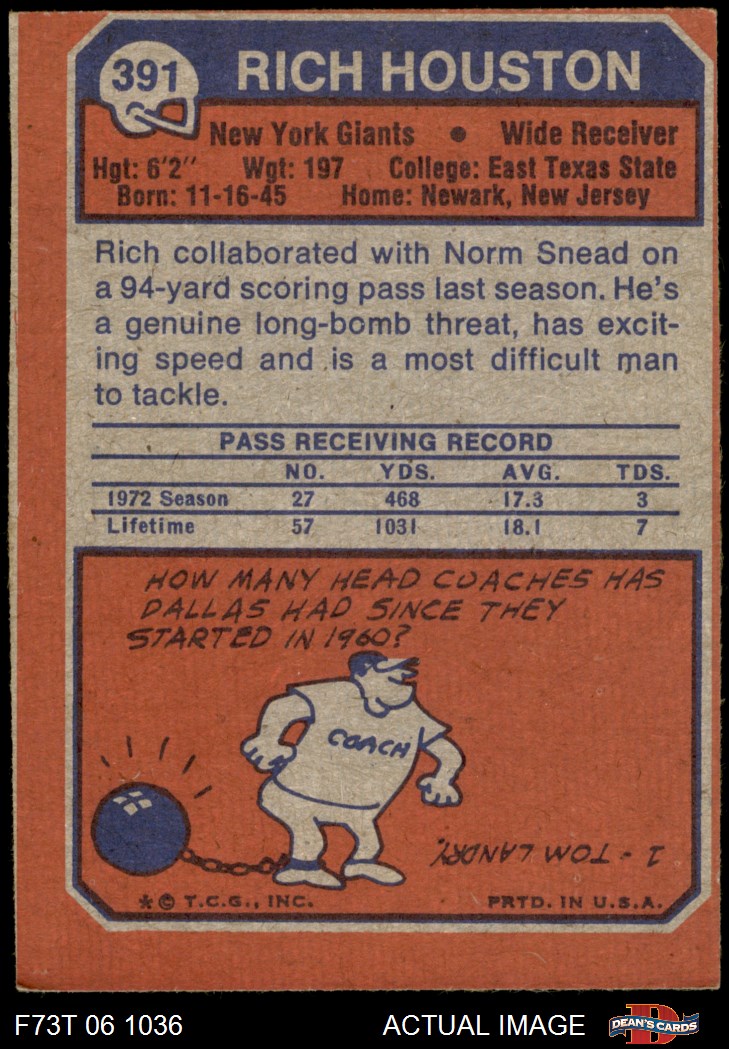 391
RICH HOUSTON
New York Giants • Wide Receiver
Hgt: 6'2" Wgt: 197 College: East Texas State
Born: 11-16-45 Home: Newark, New Jersey
Rich collaborated with Norm Snead on
a 94-yard scoring pass last season. He's
a genuine long-bomb threat, has excit-
ing speed and is a most difficult man
to tackle.
PASS RECEIVING RECORD
NO. YDS. AVG. TDS.
1972 Season 27 468 17.3 3
Lifetime 57 1031 18.1 7
HOW MANY HEAD COACHES HAS
DALLAS HAD SINCE THEY
STARTED IN 1960?
COACH
1 - TOM LANDRY.
* © T.C.G., INC. PRTD. IN U.S.A.
F73T 06 1036 ACTUAL IMAGE DEAN'S CARDS